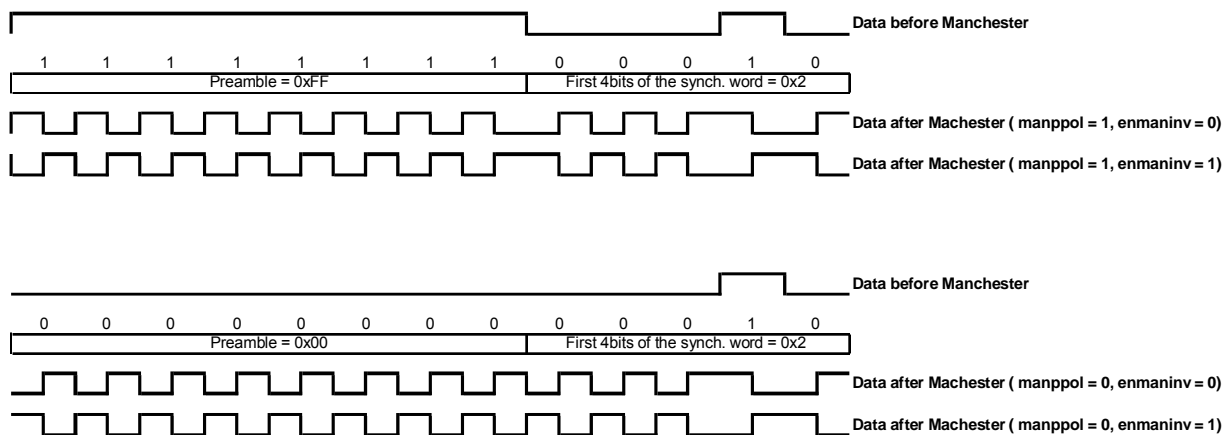 Data before Manchester
1 1 1 1 1 1 1 1 0 0 0 1 0
Preamble = 0xFF First 4bits of the synch. word = 0x2
Data after Machester ( manppol = 1, enmaninv = 0)
Data after Machester ( manppol = 1, enmaninv = 1)
Data before Manchester
0 0 0 0 0 0 0 0 0 0 0 1 0
Preamble = 0x00 First 4bits of the synch. word = 0x2
Data after Machester ( manppol = 0, enmaninv = 0)
Data after Machester ( manppol = 0, enmaninv = 1)